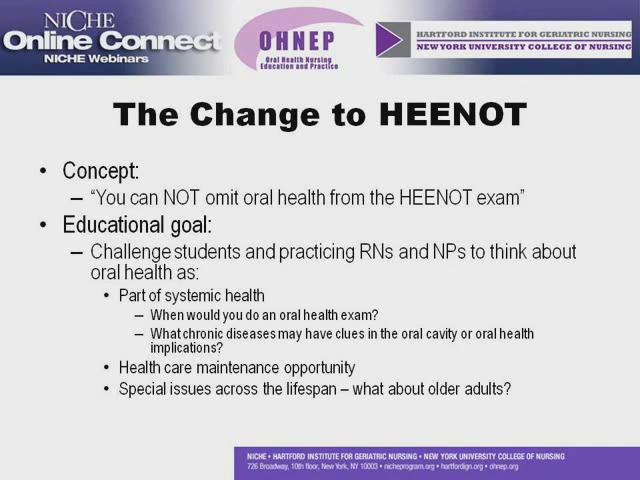 NICHE
Online Connect
NICHE Webinars
OHNEP
Oral Health Nursing
Education and Practice
HARTFORD INSTITUTE FOR GERIATRIC NURSING
NEW YORK UNIVERSITY COLLEGE OF NURSING
The Change to HEENOT
• Concept:
– “You can NOT omit oral health from the HEENOT exam”
• Educational goal:
– Challenge students and practicing RNs and NPs to think about
oral health as:
• Part of systemic health
– When would you do an oral health exam?
– What chronic diseases may have clues in the oral cavity or oral health
implications?
• Health care maintenance opportunity
• Special issues across the lifespan – what about older adults?
NICHE • HARTFORD INSTITUTE FOR GERIATRIC NURSING • NEW YORK UNIVERSITY COLLEGE OF NURSING
726 Broadway, 10th floor, New York, NY 10003 • nicheprogram.org • hartfordign.org • ohnep.org